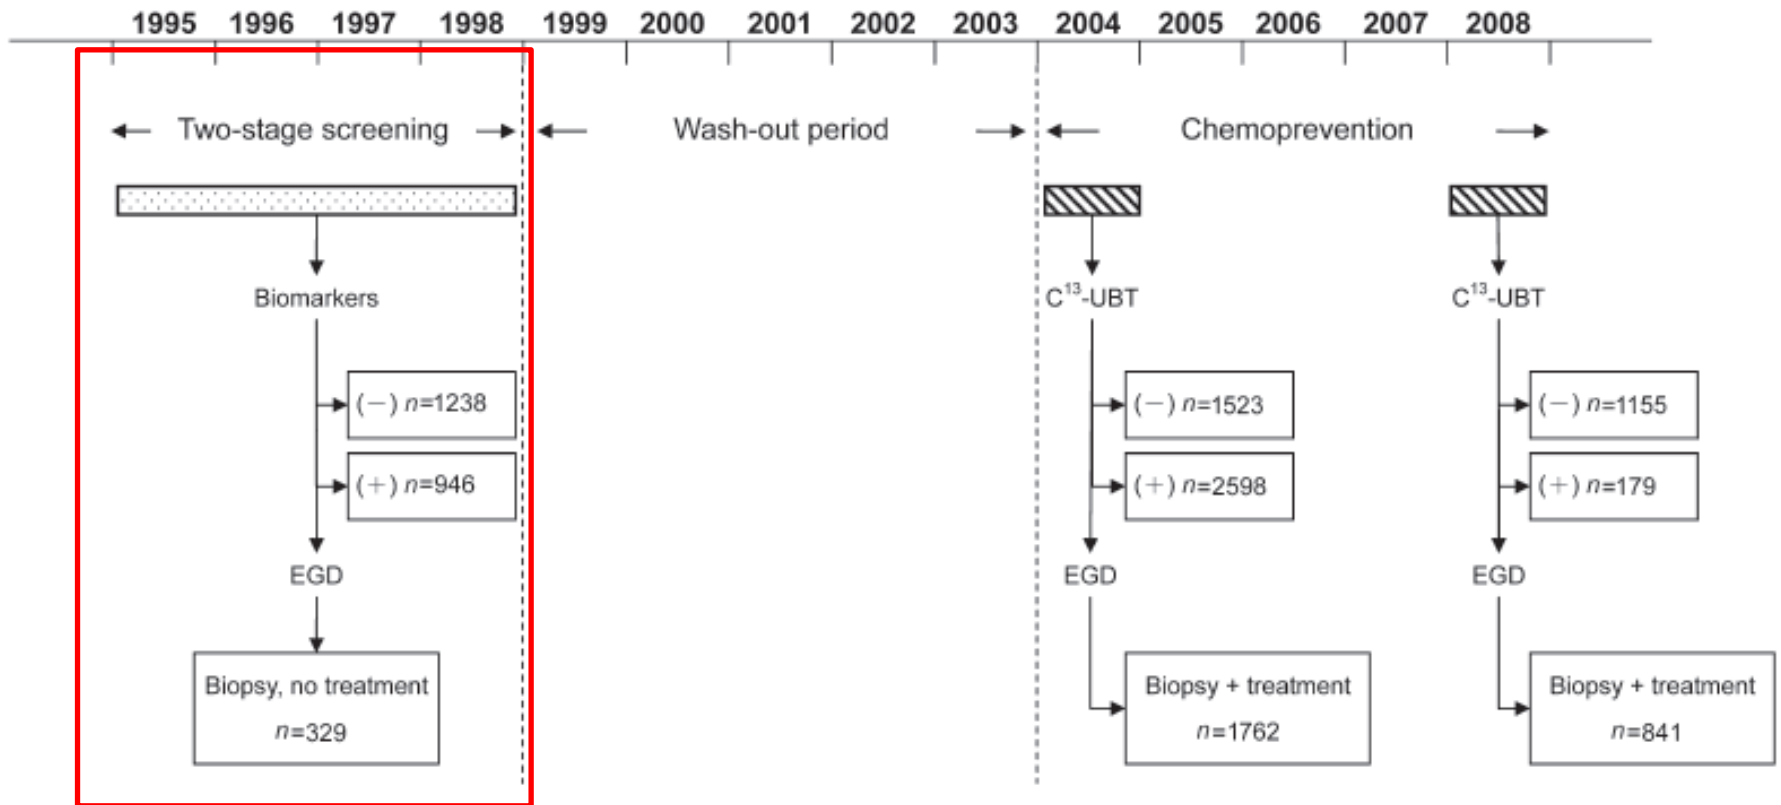 1995 1996 1997 1998 1999 2000 2001 2002 2003 2004 2005 2006 2007 2008
Two-stage screening Wash-out period Chemoprevention
Biomarkers C¹³-UBT C¹³-UBT
(−) n=1238 (−) n=1523 (−) n=1155
(+) n=946 (+) n=2598 (+) n=179
EGD EGD EGD
Biopsy, no treatment Biopsy + treatment Biopsy + treatment
n=329 n=1762 n=841